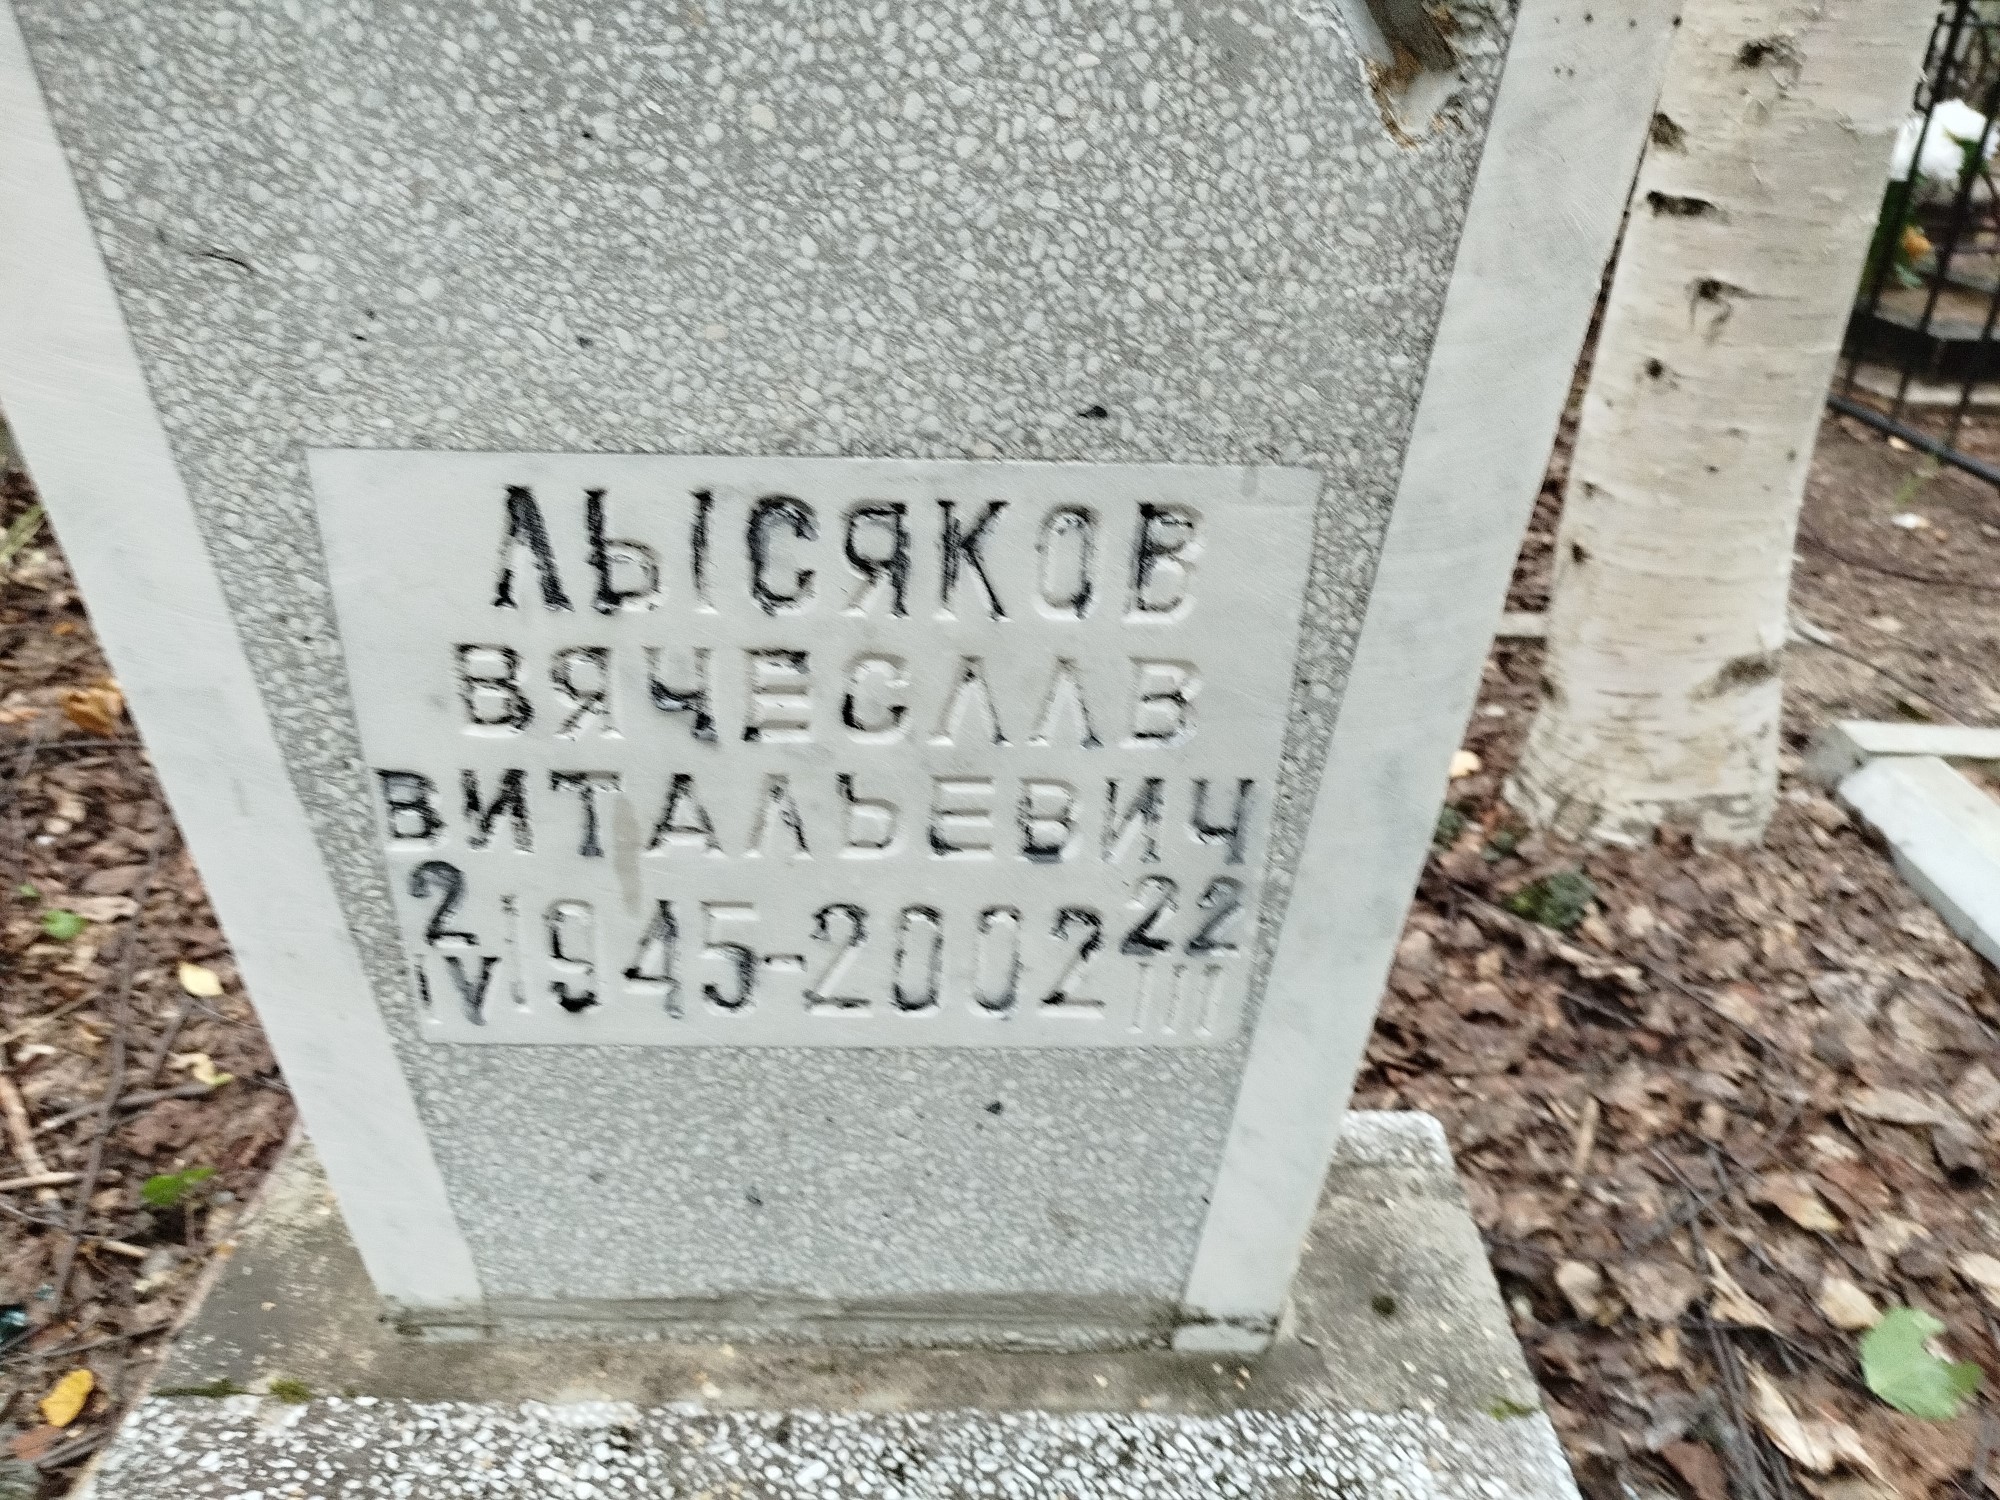 ЛЫСЯКОВ
ВЯЧЕСЛАВ
ВИТАЛЬЕВИЧ
2 22
IV 1945-2002 III